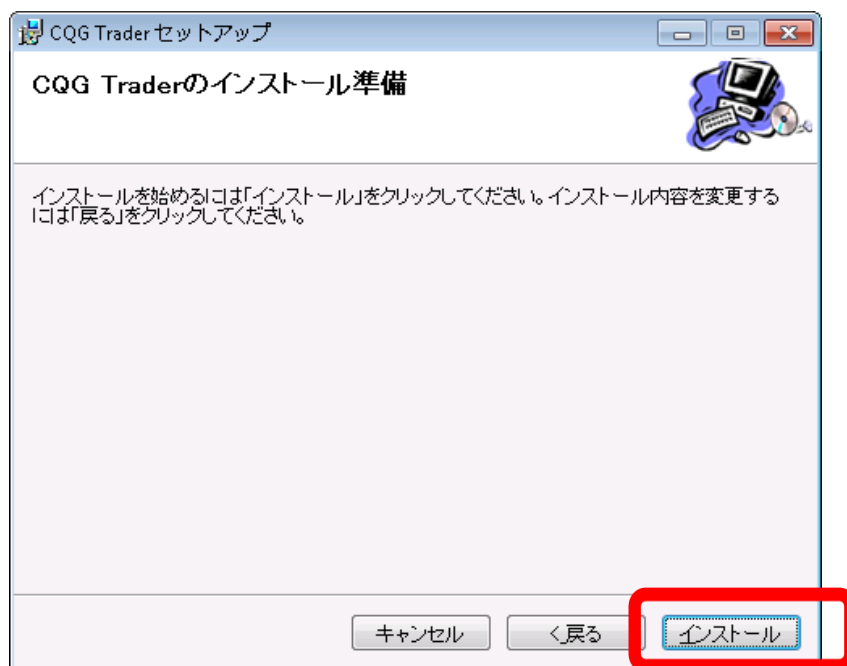 CQG Trader セットアップ
CQG Traderのインストール準備
インストールを始めるには「インストール」をクリックしてください。インストール内容を変更する
には「戻る」をクリックしてください。
キャンセル
<戻る
インストール